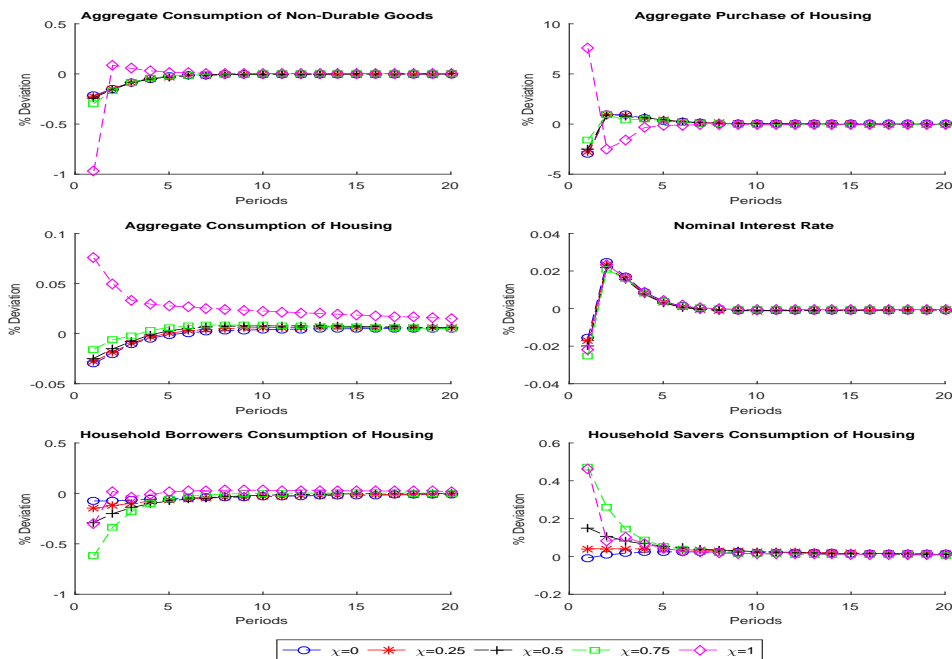 Aggregate Consumption of Non-Durable Goods
0.5
0
-0.5
-1
% Deviation
0 5 10 15 20
Periods
Aggregate Purchase of Housing
10
5
0
-5
% Deviation
0 5 10 15 20
Periods
Aggregate Consumption of Housing
0.1
0.05
0
-0.05
% Deviation
0 5 10 15 20
Periods
Nominal Interest Rate
0.04
0.02
0
-0.02
-0.04
% Deviation
0 5 10 15 20
Periods
Household Borrowers Consumption of Housing
0.5
0
-0.5
-1
% Deviation
0 5 10 15 20
Periods
Household Savers Consumption of Housing
0.6
0.4
0.2
0
-0.2
% Deviation
0 5 10 15 20
Periods
χ=0 χ=0.25 χ=0.5 χ=0.75 χ=1